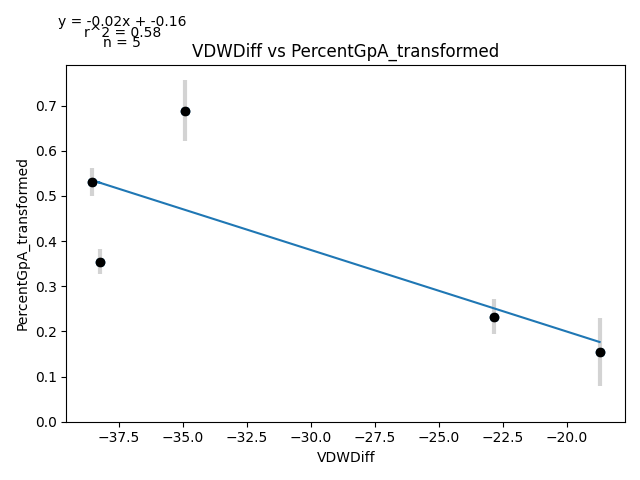 y = -0.02x + -0.16
r^2 = 0.58
n = 5
VDWDiff vs PercentGpA_transformed
PercentGpA_transformed
0.7
0.6
0.5
0.4
0.3
0.2
0.1
0.0
−37.5 −35.0 −32.5 −30.0 −27.5 −25.0 −22.5 −20.0
VDWDiff